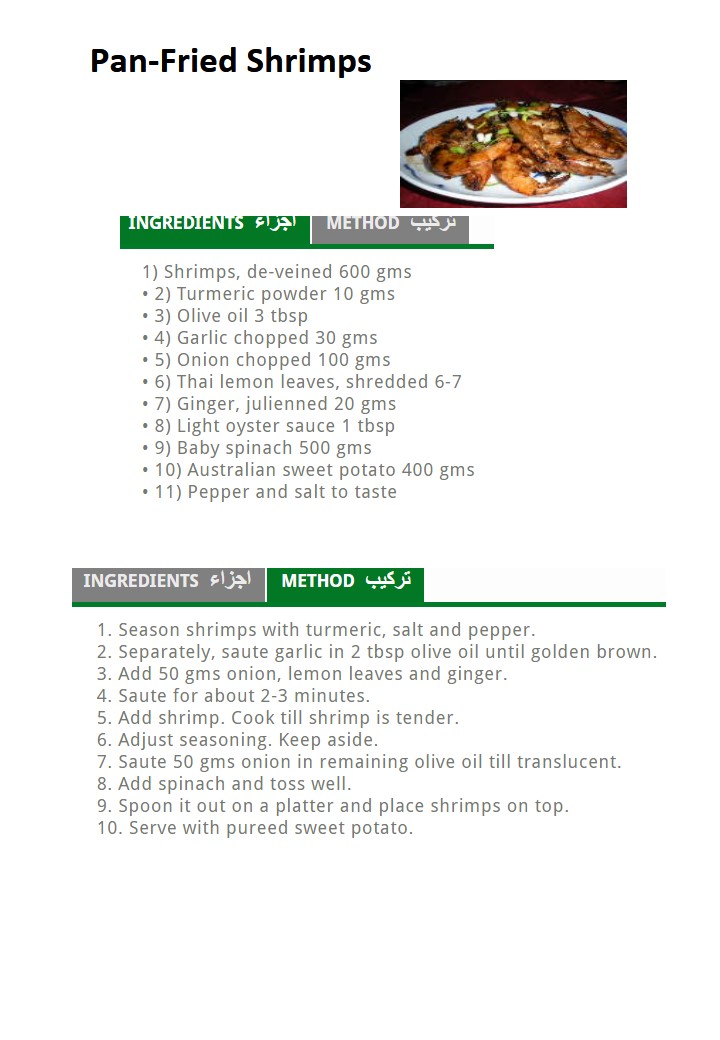 Pan-Fried Shrimps
INGREDIENTS اجزاء METHOD ترکیب
1) Shrimps, de-veined 600 gms
• 2) Turmeric powder 10 gms
• 3) Olive oil 3 tbsp
• 4) Garlic chopped 30 gms
• 5) Onion chopped 100 gms
• 6) Thai lemon leaves, shredded 6-7
• 7) Ginger, julienned 20 gms
• 8) Light oyster sauce 1 tbsp
• 9) Baby spinach 500 gms
• 10) Australian sweet potato 400 gms
• 11) Pepper and salt to taste
INGREDIENTS اجزاء METHOD ترکیب
1. Season shrimps with turmeric, salt and pepper.
2. Separately, saute garlic in 2 tbsp olive oil until golden brown.
3. Add 50 gms onion, lemon leaves and ginger.
4. Saute for about 2-3 minutes.
5. Add shrimp. Cook till shrimp is tender.
6. Adjust seasoning. Keep aside.
7. Saute 50 gms onion in remaining olive oil till translucent.
8. Add spinach and toss well.
9. Spoon it out on a platter and place shrimps on top.
10. Serve with pureed sweet potato.